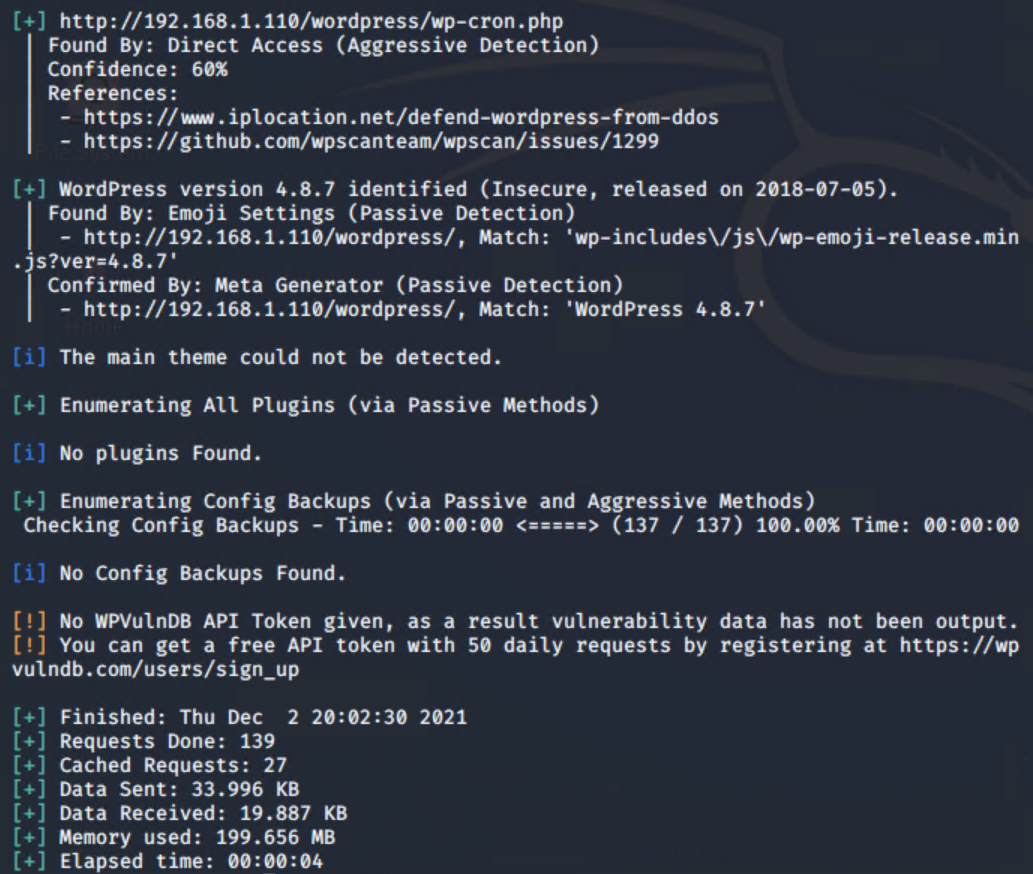 [+] http://192.168.1.110/wordpress/wp-cron.php
| Found By: Direct Access (Aggressive Detection)
| Confidence: 60%
| References:
|  - https://www.iplocation.net/defend-wordpress-from-ddos
|  - https://github.com/wpscanteam/wpscan/issues/1299
[+] WordPress version 4.8.7 identified (Insecure, released on 2018-07-05).
| Found By: Emoji Settings (Passive Detection)
|  - http://192.168.1.110/wordpress/, Match: 'wp-includes\/js\/wp-emoji-release.min
.js?ver=4.8.7'
| Confirmed By: Meta Generator (Passive Detection)
|  - http://192.168.1.110/wordpress/, Match: 'WordPress 4.8.7'
[i] The main theme could not be detected.
[+] Enumerating All Plugins (via Passive Methods)
[i] No plugins Found.
[+] Enumerating Config Backups (via Passive and Aggressive Methods)
Checking Config Backups - Time: 00:00:00 <=====> (137 / 137) 100.00% Time: 00:00:00
[i] No Config Backups Found.
[!] No WPVulnDB API Token given, as a result vulnerability data has not been output.
[!] You can get a free API token with 50 daily requests by registering at https://wp
vulndb.com/users/sign_up
[+] Finished: Thu Dec  2 20:02:30 2021
[+] Requests Done: 139
[+] Cached Requests: 27
[+] Data Sent: 33.996 KB
[+] Data Received: 19.887 KB
[+] Memory used: 199.656 MB
[+] Elapsed time: 00:00:04